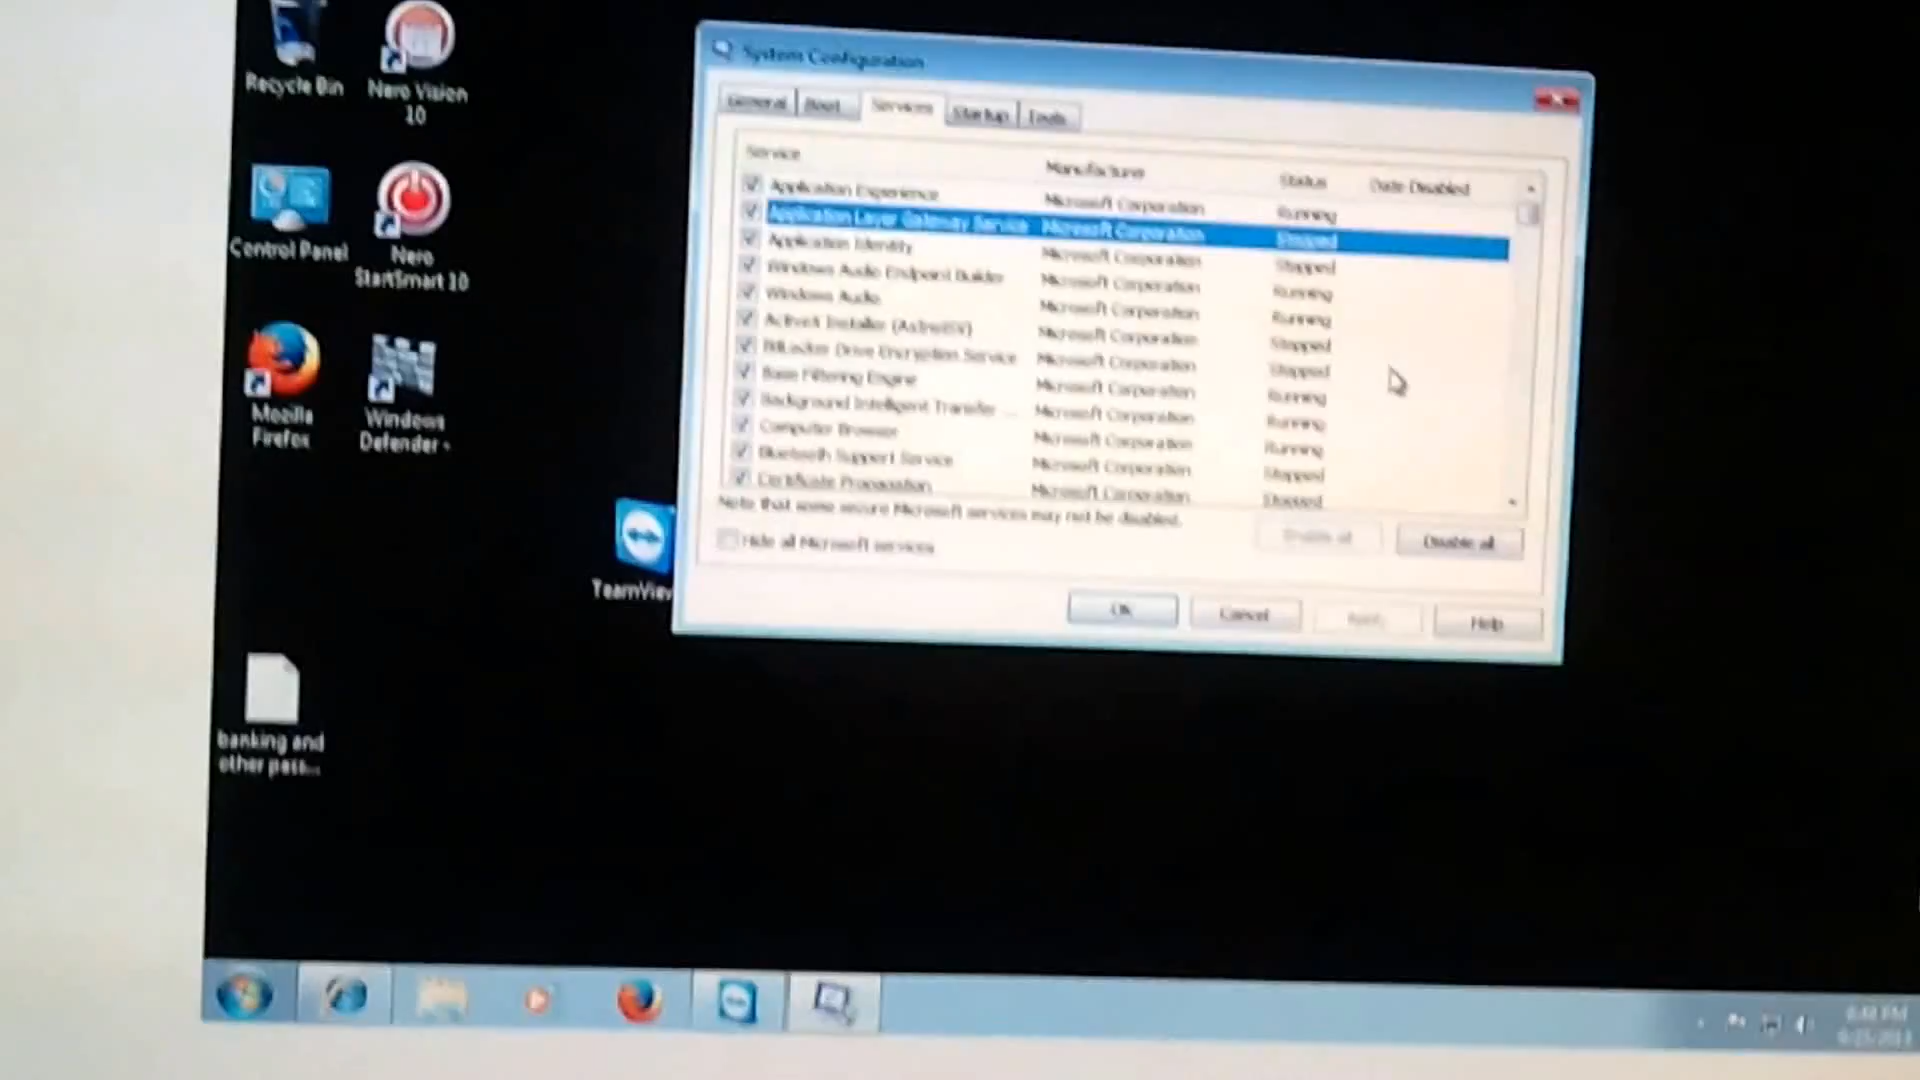 Recycle Bin
Nero Vision
10
Control Panel
Nero
StartSmart 10
Mozilla
Firefox
Windows
Defender -
TeamView
banking and
other pass...
System Configuration
General
Boot
Services
Startup
Tools
Service Manufacturer Status Date Disabled
Application Experience Microsoft Corporation Running
Application Layer Gateway Service Microsoft Corporation Stopped
Application Identity Microsoft Corporation Stopped
Windows Audio Endpoint Builder Microsoft Corporation Running
Windows Audio Microsoft Corporation Running
ActiveX Installer (AxInstSV) Microsoft Corporation Stopped
BitLocker Drive Encryption Service Microsoft Corporation Stopped
Base Filtering Engine Microsoft Corporation Running
Background Intelligent Transfer ... Microsoft Corporation Running
Computer Browser Microsoft Corporation Running
Bluetooth Support Service Microsoft Corporation Stopped
Certificate Propagation Microsoft Corporation Stopped
Note that some secure Microsoft services may not be disabled.
Enable all
Disable all
Hide all Microsoft services
OK
Cancel
Apply
Help